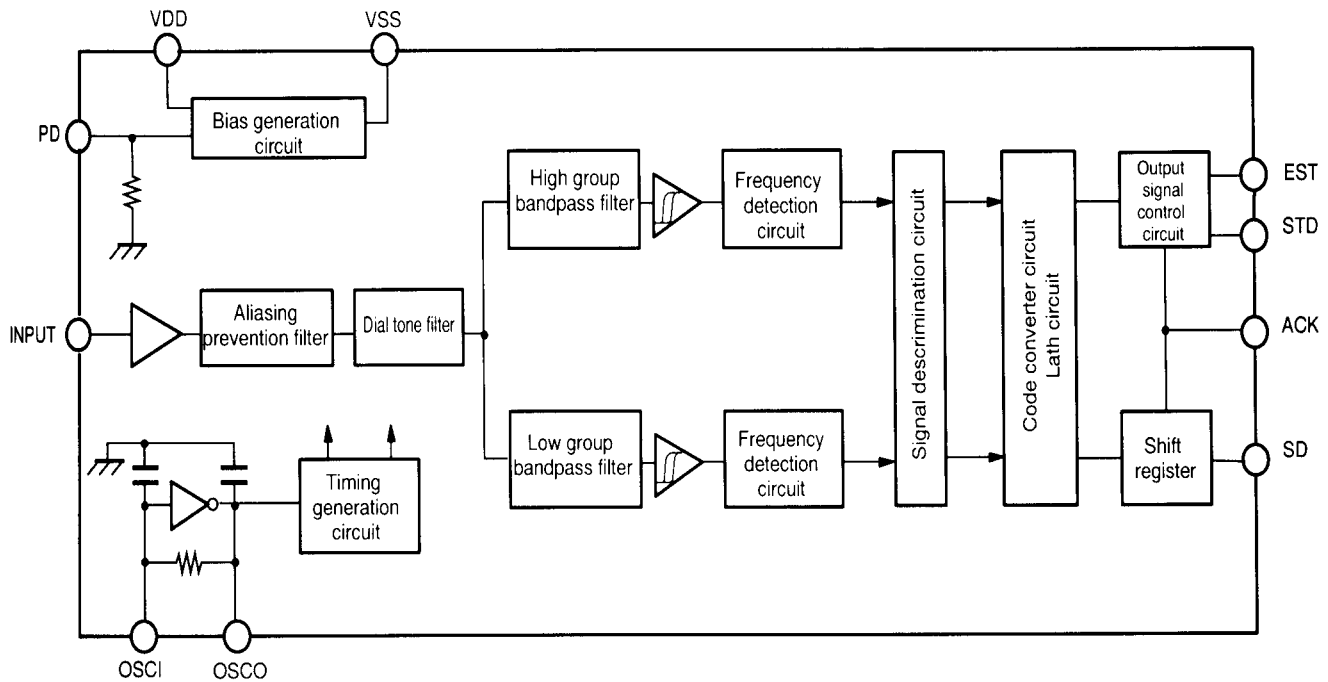 VDD
VSS
PD
Bias generation
circuit
High group
bandpass filter
Frequency
detection
circuit
Signal descrimination circuit
Code converter circuit
Lath circuit
Output
signal
control
circuit
EST
STD
INPUT
Aliasing
prevention filter
Dial tone filter
ACK
Low group
bandpass filter
Frequency
detection
circuit
Shift
register
SD
Timing
generation
circuit
OSCI
OSCO